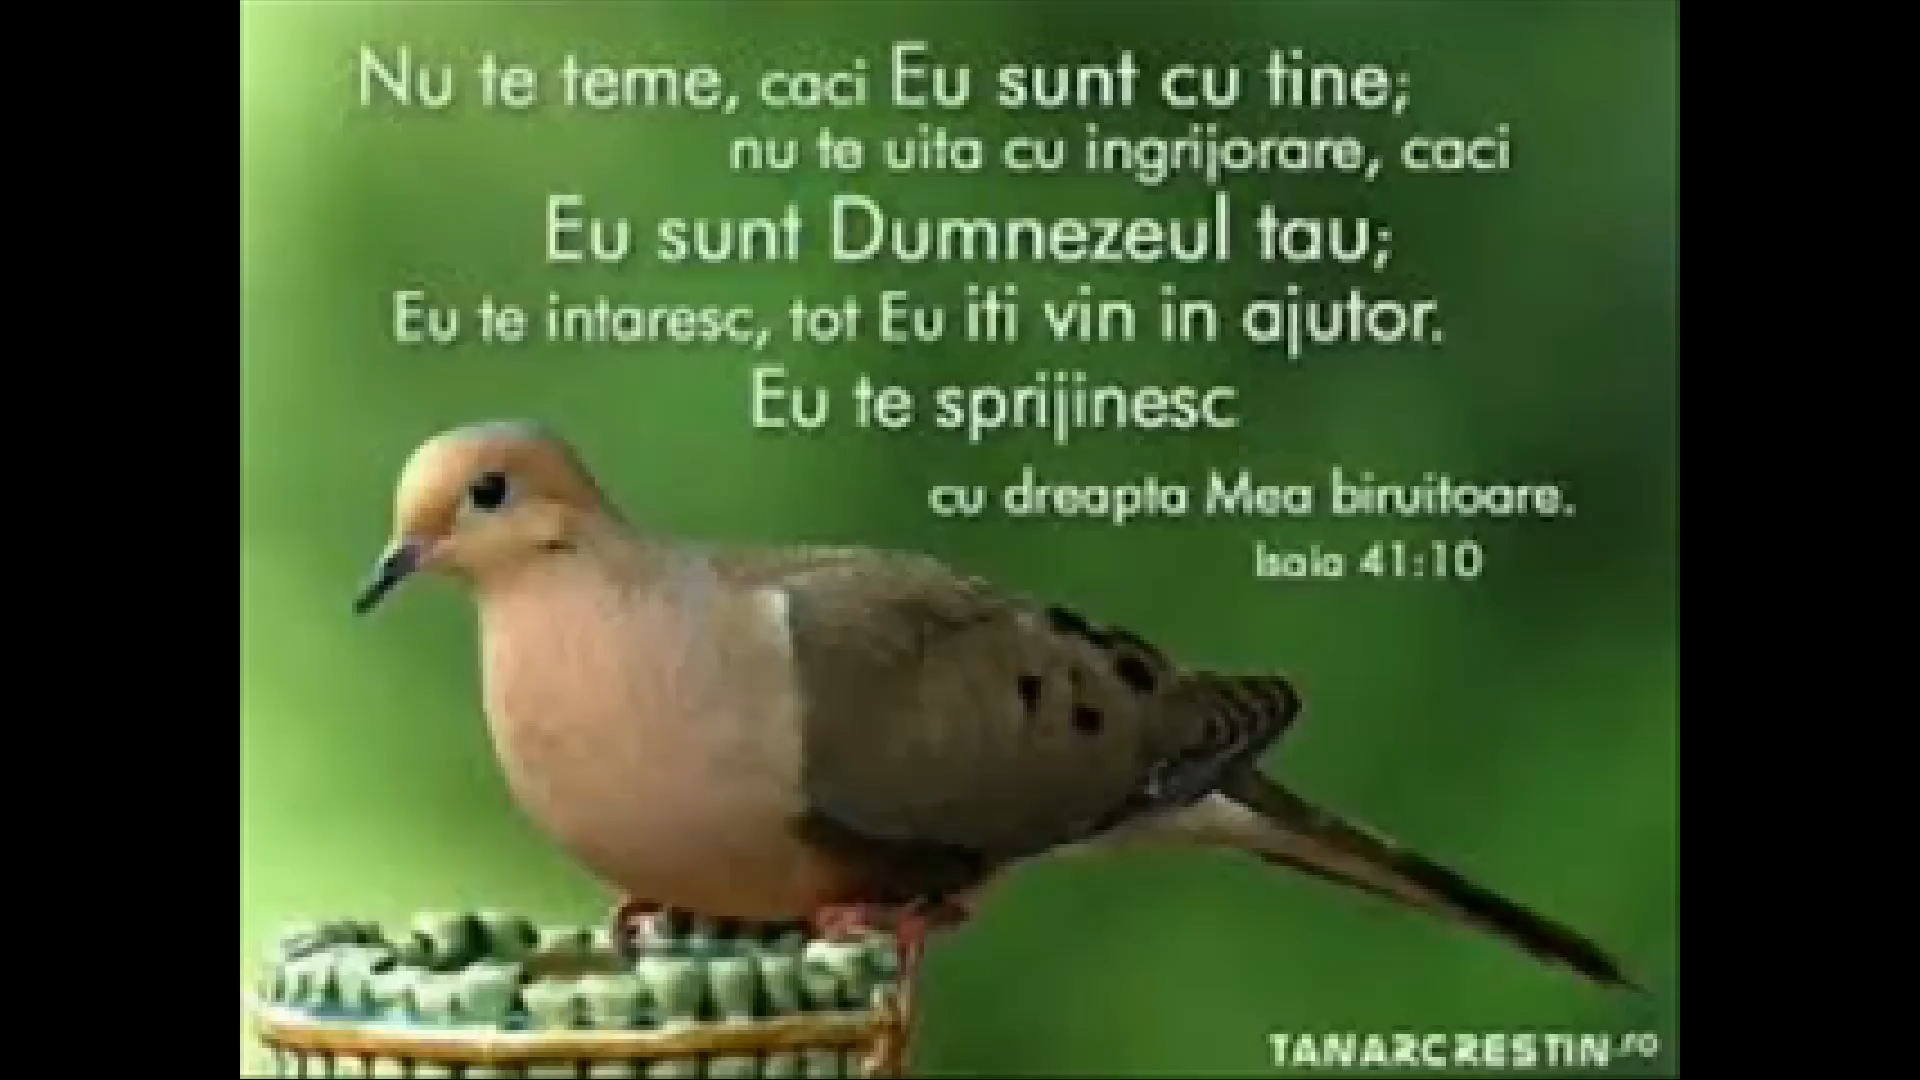 Nu te teme, caci Eu sunt cu tine;
nu te uita cu ingrijorare, caci
Eu sunt Dumnezeul tau;
Eu te intaresc, tot Eu iti vin in ajutor.
Eu te sprijinesc
cu dreapta Mea biruitoare.
Isaia 41:10
TANARCRESTIN.ro